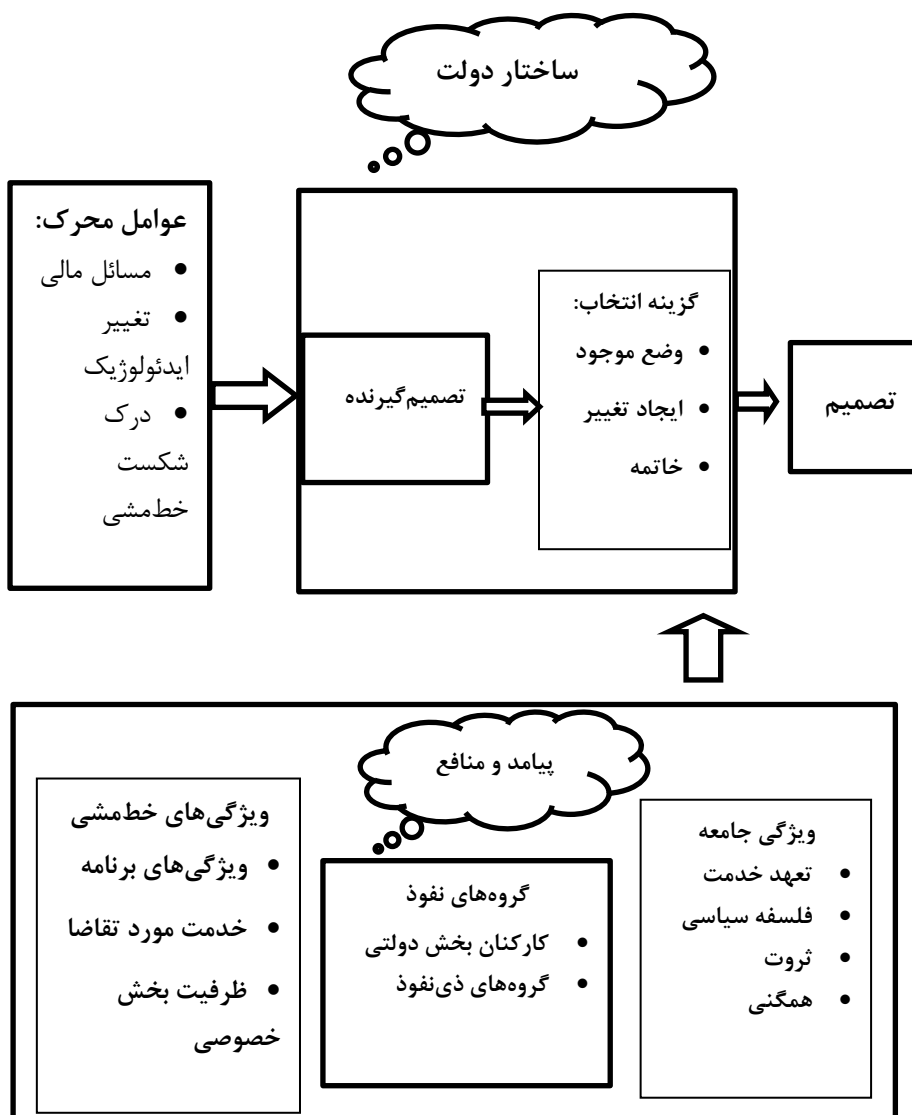 ساختار دولت
عوامل محرک:
• مسائل مالی
• تغییر
ایدئولوژیک
• درک
شکست
خط‌مشی
تصمیم‌گیرنده
گزینه انتخاب:
• وضع موجود
• ایجاد تغییر
• خاتمه
تصمیم
پیامد و منافع
ویژگی‌های خط‌مشی
• ویژگی‌های برنامه
• خدمت مورد تقاضا
• ظرفیت بخش
خصوصی
گروه‌های نفوذ
• کارکنان بخش دولتی
• گروه‌های ذی‌نفوذ
ویژگی جامعه
• تعهد خدمت
• فلسفه سیاسی
• ثروت
• همگنی